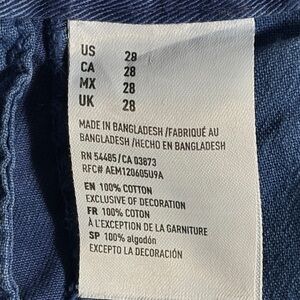 US 28
CA 28
MX 28
UK 28
MADE IN BANGLADESH /FABRIQUÉ AU
BANGLADESH /HECHO EN BANGLADESH
RN 54485/CA 03873
RFC# AEM120605U9A
EN 100% COTTON
EXCLUSIVE OF DECORATION
FR 100% COTON
À L'EXCEPTION DE LA GARNITURE
SP 100% algodón
EXCEPTO LA DECORACIÓN